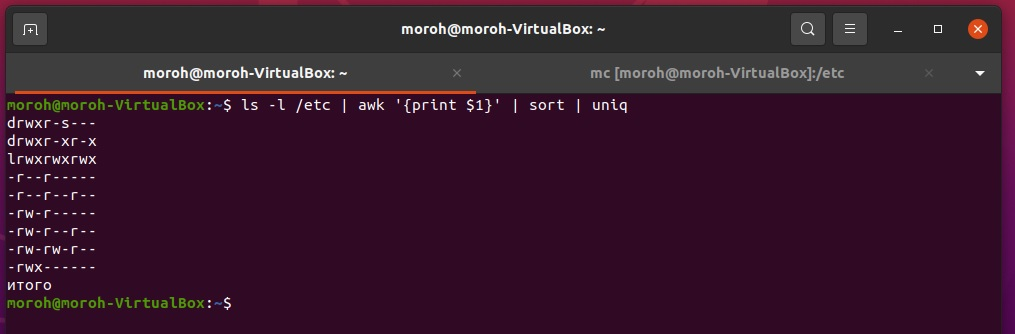 moroh@moroh-VirtualBox: ~
moroh@moroh-VirtualBox: ~
mc [moroh@moroh-VirtualBox]:/etc
moroh@moroh-VirtualBox:~$ ls -l /etc | awk '{print $1}' | sort | uniq
drwxr-s---
drwxr-xr-x
lrwxrwxrwx
-r--r-----
-r--r--r--
-rw-r-----
-rw-r--r--
-rw-rw-r--
-rwx------
итого
moroh@moroh-VirtualBox:~$